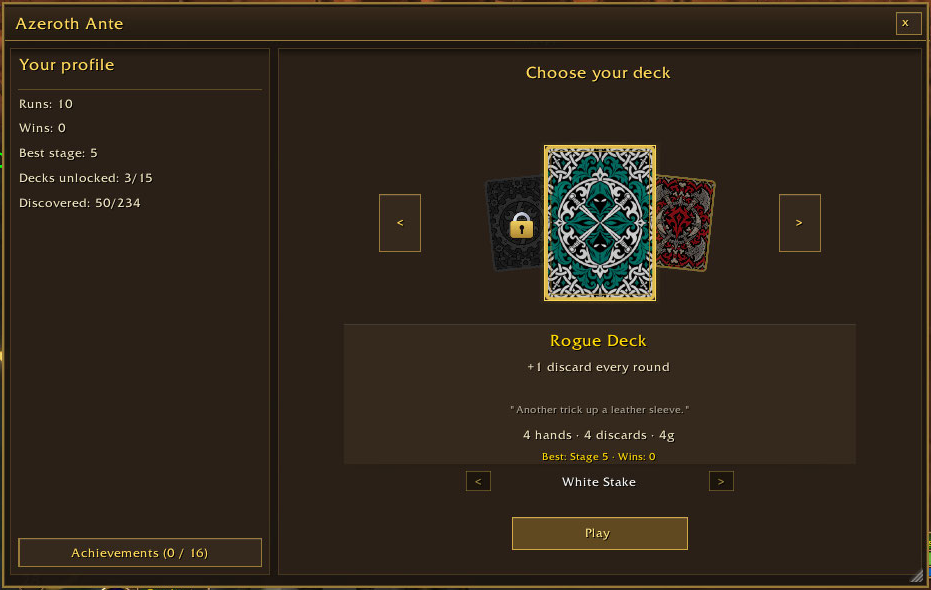 Azeroth Ante
x
Your profile
Runs: 10
Wins: 0
Best stage: 5
Decks unlocked: 3/15
Discovered: 50/234
Achievements (0 / 16)
Choose your deck
<
>
Rogue Deck
+1 discard every round
"Another trick up a leather sleeve."
4 hands · 4 discards · 4g
Best: Stage 5 · Wins: 0
< White Stake >
Play